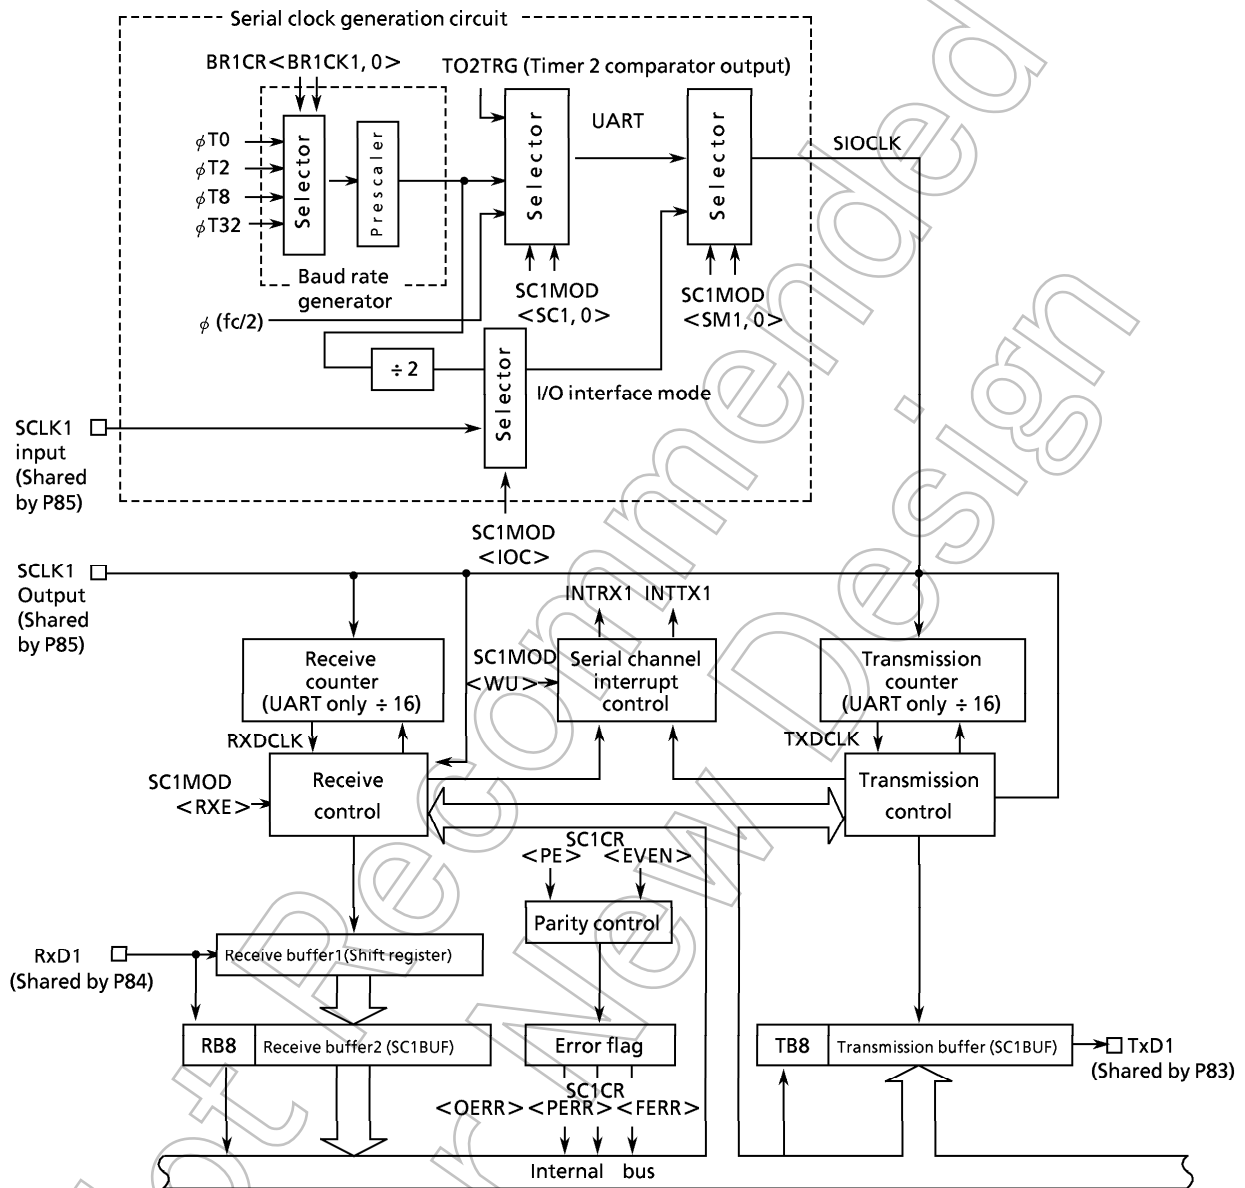 Serial clock generation circuit
BR1CR<BR1CK1, 0>
TO2TRG (Timer 2 comparator output)
UART
SIOCLK
φT0
φT2
φT8
φT32
Selector
Prescaler
Selector
Selector
Baud rate
generator
SC1MOD
<SC1, 0>
SC1MOD
<SM1, 0>
φ (fc/2)
÷ 2
Selector
I/O interface mode
SCLK1
input
(Shared
by P85)
SC1MOD
<IOC>
SCLK1
Output
(Shared
by P85)
INTRX1 INTTX1
Receive
counter
(UART only ÷ 16)
SC1MOD
<WU>
Serial channel
interrupt
control
Transmission
counter
(UART only ÷ 16)
RXDCLK
TXDCLK
SC1MOD
<RXE>
Receive
control
Transmission
control
SC1CR
<PE> <EVEN>
Parity control
RxD1
(Shared by P84)
Receive buffer1(Shift register)
RB8
Receive buffer2 (SC1BUF)
Error flag
TB8
Transmission buffer (SC1BUF)
TxD1
(Shared by P83)
SC1CR
<OERR> <PERR> <FERR>
Internal bus
Not Recommended
for New Design